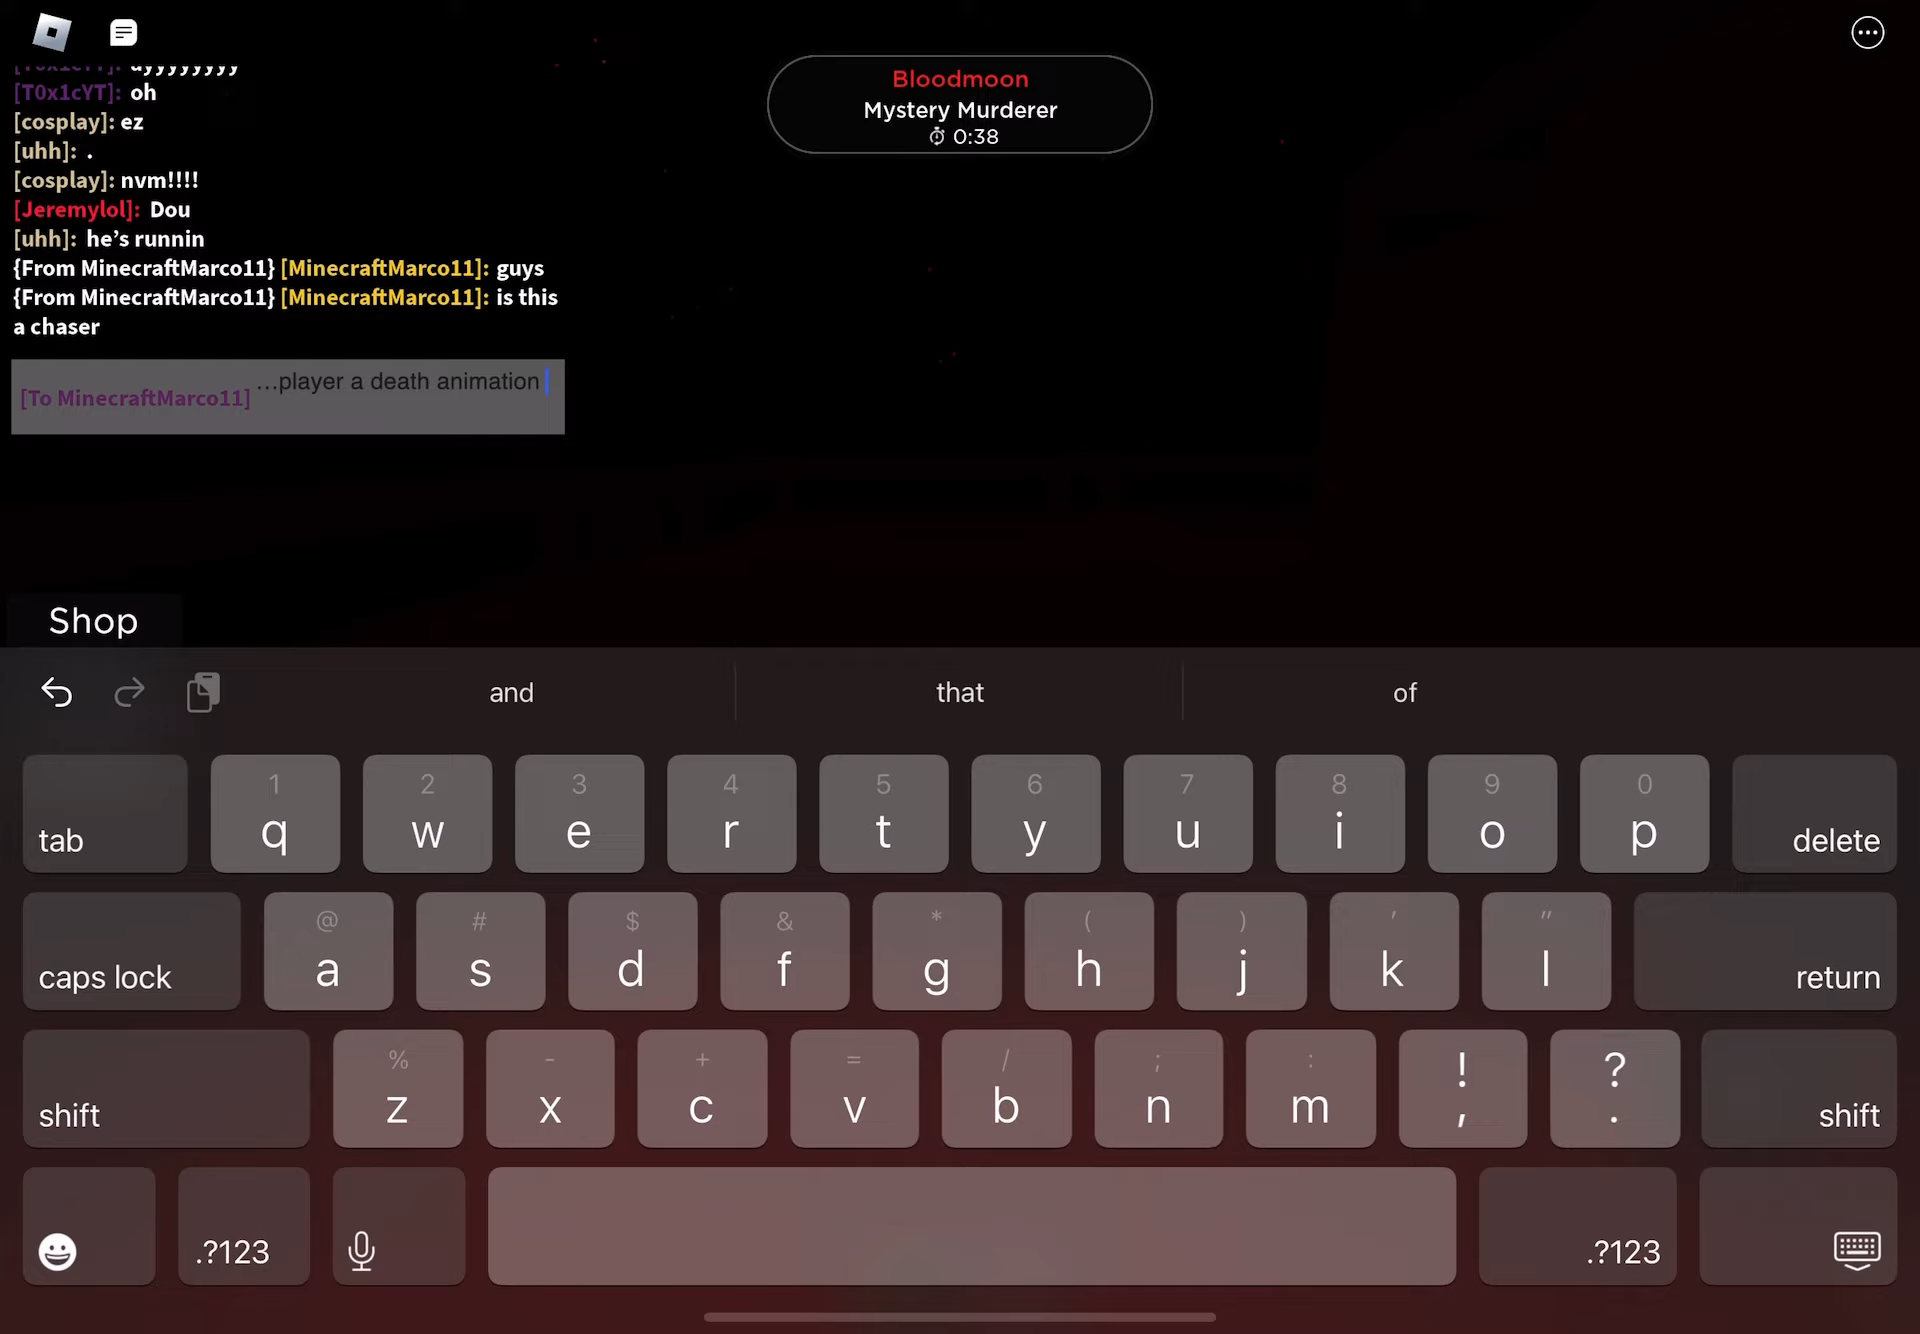 [T0x1cYT]: ayyyyyyyy
[T0x1cYT]: oh
[cosplay]: ez
[uhh]: .
[cosplay]: nvm!!!!
[Jeremylol]: Dou
[uhh]: he's runnin
{From MinecraftMarco11} [MinecraftMarco11]: guys
{From MinecraftMarco11} [MinecraftMarco11]: is this
a chaser
[To MinecraftMarco11] ...player a death animation
Bloodmoon
Mystery Murderer
0:38
Shop
and that of
1 2 3 4 5 6 7 8 9 0
tab q w e r t y u i o p delete
@ # $ & * ( ) ' "
caps lock a s d f g h j k l return
% - + = / ; : ! ?
shift z x c v b n m , . shift
.?123 .?123